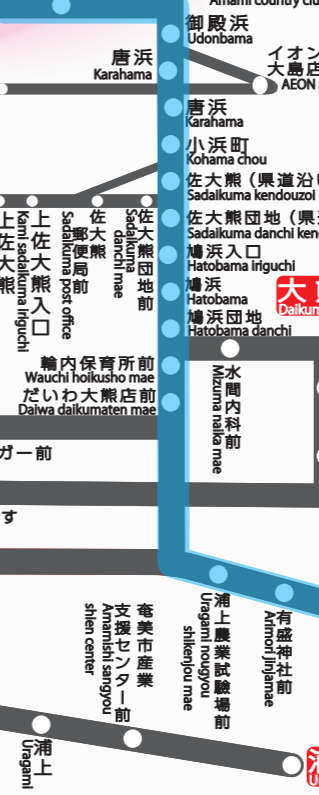 Amami country clu
御殿浜
Udonbama
イオン
大島店
AEON
唐浜
Karahama
唐浜
Karahama
小浜町
Kohama chou
佐大熊（県道沿い
Sadaikuma kendouzoi
佐大熊団地（県道
Sadaikuma danchi kend
鳩浜入口
Hatobama iriguchi
鳩浜
Hatobama
鳩浜団地
Hatobama danchi
大
Daikum
上佐大熊
上佐大熊入口
Kami sadaikuma iriguchi
郵便局前
Sadaikuma post office
佐大熊
Sadaikuma
佐大熊団地前
Sadaikuma
danchi mae
輪内保育所前
Wauchi hoikusho mae
だいわ大熊店前
Daiwa daikumaten mae
水間内科前
Mizuma naika mae
ガー前
す
奄美市産業
支援センター前
Amamishi sangyou
shien center
浦上農業試験場前
Uragami nougyou
shikenjou mae
有盛神社前
Arimori jinjamae
浦上
Uragami